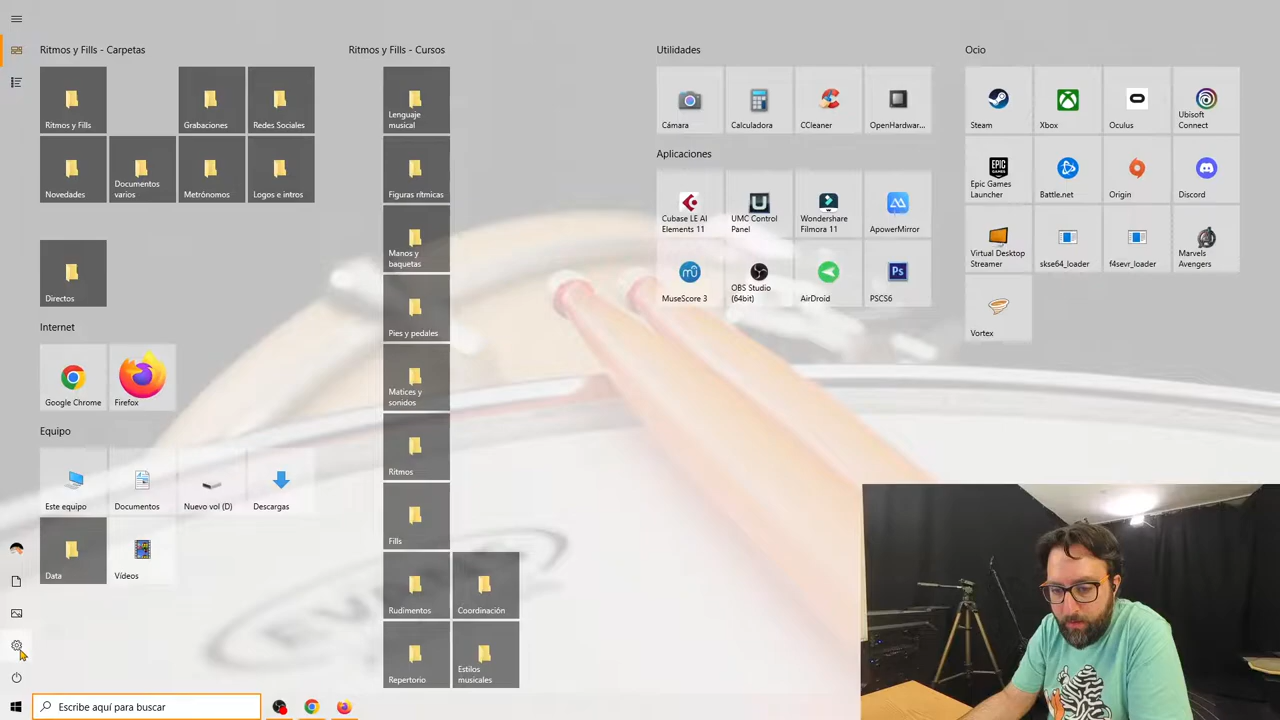 Ritmos y Fills - Carpetas
Ritmos y Fills
Grabaciones
Redes Sociales
Novedades
Documentos
varios
Metrónomos
Logos e intros
Directos
Internet
Google Chrome
Firefox
Equipo
Este equipo
Documentos
Nuevo vol (D)
Descargas
Data
Vídeos
Ritmos y Fills - Cursos
Lenguaje
musical
Figuras rítmicas
Manos y
baquetas
Pies y pedales
Matices y
sonidos
Ritmos
Fills
Rudimentos
Coordinación
Repertorio
Estilos
musicales
Utilidades
Cámara
Calculadora
CCleaner
OpenHardwar...
Aplicaciones
Cubase LE AI
Elements 11
UMC Control
Panel
Wondershare
Filmora 11
ApowerMirror
MuseScore 3
OBS Studio
(64bit)
AirDroid
Ps
PSCS6
Ocio
Steam
Xbox
Oculus
Ubisoft
Connect
EPIC
GAMES
Epic Games
Launcher
Battle.net
Origin
Discord
Virtual Desktop
Streamer
skse64_loader
f4sevr_loader
Marvels
Avengers
Vortex
EVANS
Escribe aquí para buscar